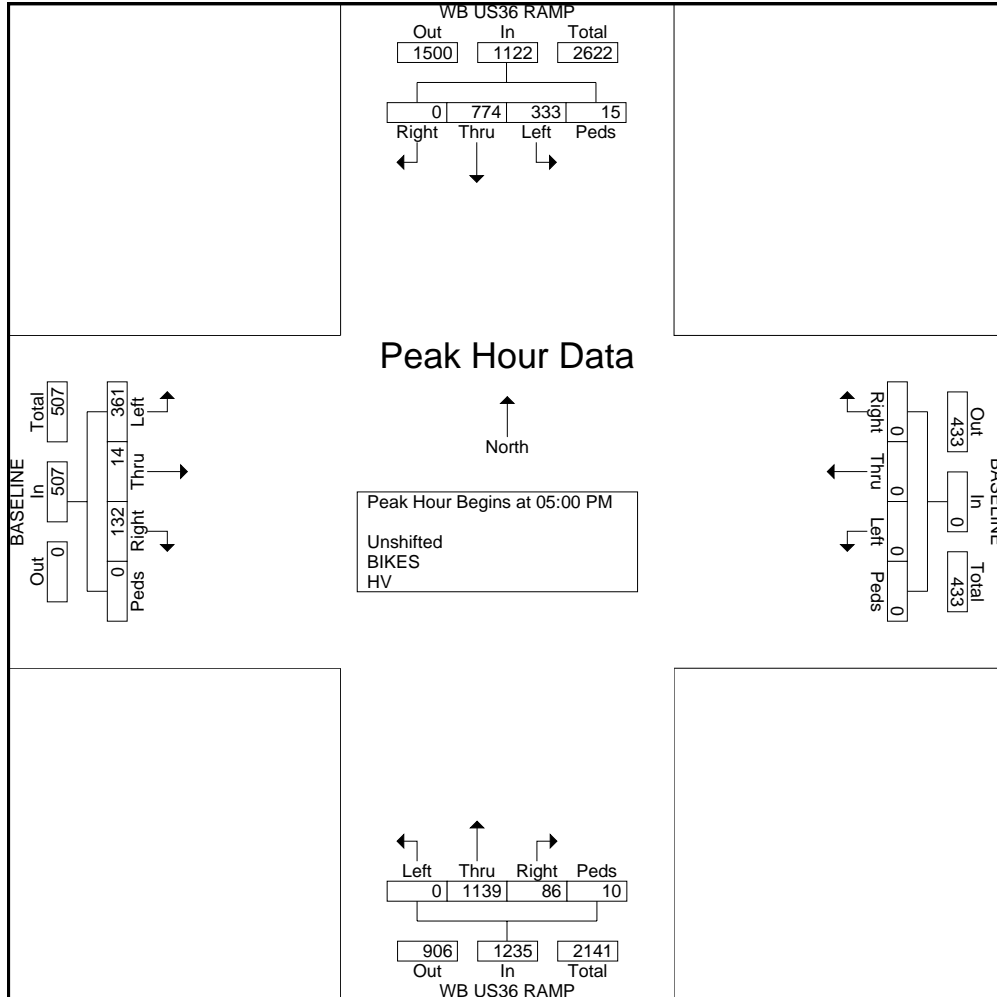 WB US36 RAMP
Out In Total
1500 1122 2622
0 774 333 15
Right Thru Left Peds
Peak Hour Data
North
Peak Hour Begins at 05:00 PM
Unshifted
BIKES
HV
BASELINE
Out In Total
0 507 507
Left Thru Right Peds
361 14 132 0
BASELINE
Out In Total
433 0 433
Right Thru Left Peds
0 0 0 0
Left Thru Right Peds
0 1139 86 10
906 1235 2141
Out In Total
WB US36 RAMP